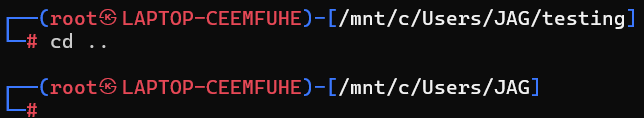 ┌──(root㉿LAPTOP-CEEMFUHE)-[/mnt/c/Users/JAG/testing]
└─# cd ..
┌──(root㉿LAPTOP-CEEMFUHE)-[/mnt/c/Users/JAG]
└─#